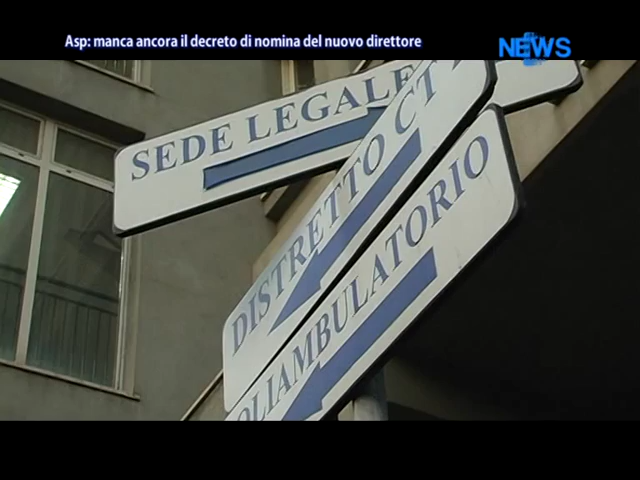 Asp: manca ancora il decreto di nomina del nuovo direttore
NEWS
SEDE LEGALE
DISTRETTO CT
OLIAMBULATORIO